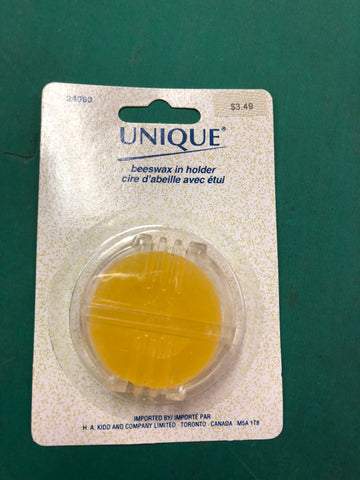 24060
$3.49
UNIQUE®
beeswax in holder
cire d'abeille avec étui
IMPORTED BY/IMPORTÉ PAR
H. A. KIDD AND COMPANY LIMITED · TORONTO · CANADA · M5A 1T8